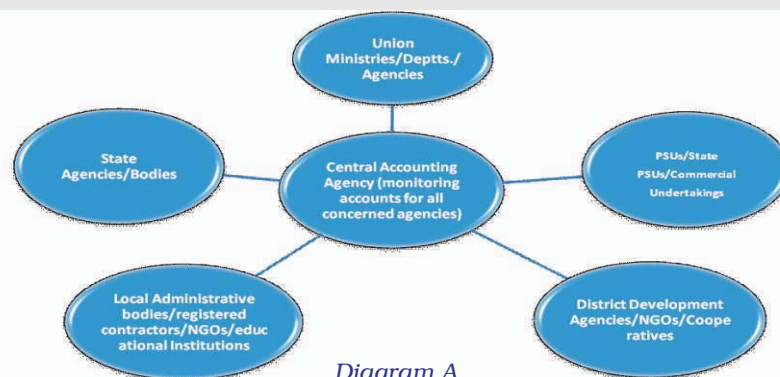 Union
Ministries/Deptts./
Agencies
State
Agencies/Bodies
Central Accounting
Agency (monitoring
accounts for all
concerned agencies)
PSUs/State
PSUs/Commercial
Undertakings
Local Administrative
bodies/registered
contractors/NGOs/educ
ational Institutions
District Development
Agencies/NGOs/Coope
ratives
Diagram A